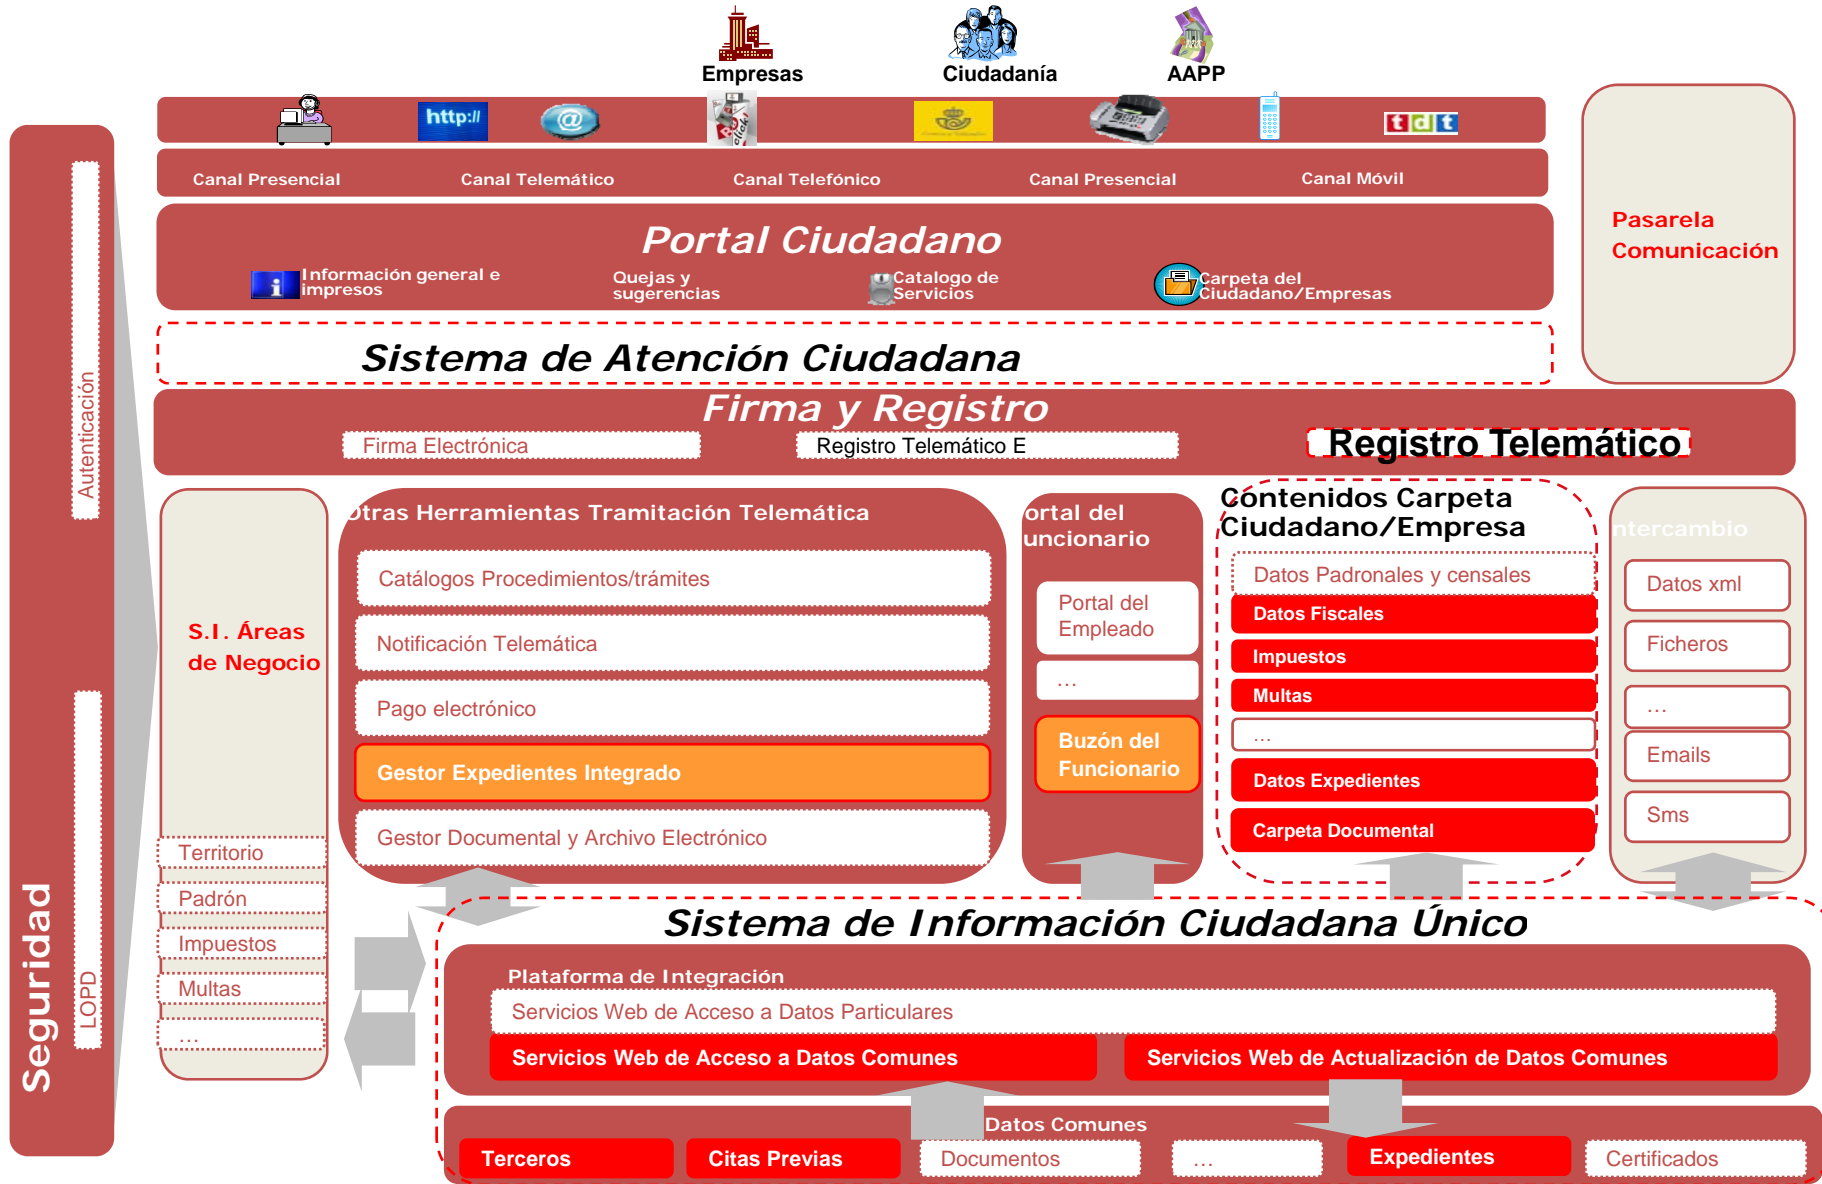 Empresas
Ciudadanía
AAPP
http://
@
click
tdt
Canal Presencial
Canal Telemático
Canal Telefónico
Canal Presencial
Canal Móvil
Portal Ciudadano
i
Información general e
impresos
Quejas y
sugerencias
Catalogo de
Servicios
Carpeta del
Ciudadano/Empresas
Pasarela
Comunicación
Sistema de Atención Ciudadana
Firma y Registro
Firma Electrónica
Registro Telemático E
Registro Telemático
Seguridad
Autenticación
LOPD
S.I. Áreas
de Negocio
Territorio
Padrón
Impuestos
Multas
...
Otras Herramientas Tramitación Telemática
Catálogos Procedimientos/trámites
Notificación Telemática
Pago electrónico
Gestor Expedientes Integrado
Gestor Documental y Archivo Electrónico
ortal del
uncionario
Portal del
Empleado
...
Buzón del
Funcionario
Contenidos Carpeta
Ciudadano/Empresa
Datos Padronales y censales
Datos Fiscales
Impuestos
Multas
...
Datos Expedientes
Carpeta Documental
ntercambio
Datos xml
Ficheros
...
Emails
Sms
Sistema de Información Ciudadana Único
Plataforma de Integración
Servicios Web de Acceso a Datos Particulares
Servicios Web de Acceso a Datos Comunes
Servicios Web de Actualización de Datos Comunes
Datos Comunes
Terceros
Citas Previas
Documentos
...
Expedientes
Certificados